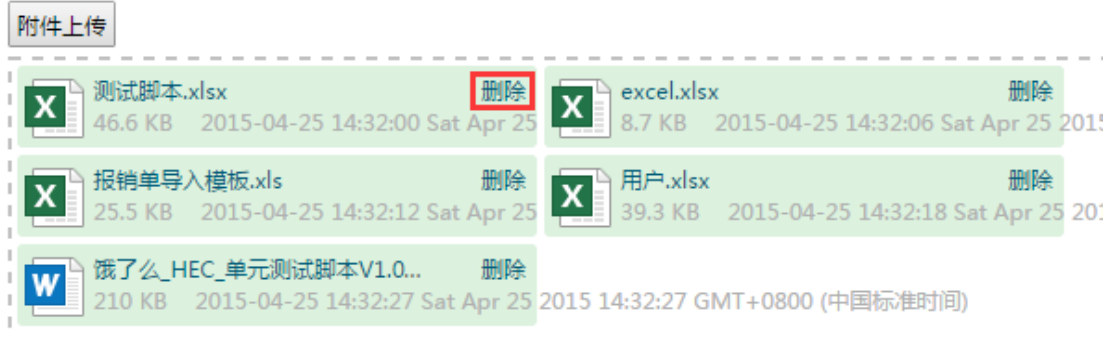 附件上传
测试脚本.xlsx 删除
46.6 KB 2015-04-25 14:32:00 Sat Apr 25
excel.xlsx 删除
8.7 KB 2015-04-25 14:32:06 Sat Apr 25 2015
报销单导入模板.xls 删除
25.5 KB 2015-04-25 14:32:12 Sat Apr 25
用户.xlsx 删除
39.3 KB 2015-04-25 14:32:18 Sat Apr 25 201
饿了么_HEC_单元测试脚本V1.0... 删除
210 KB 2015-04-25 14:32:27 Sat Apr 25 2015 14:32:27 GMT+0800 (中国标准时间)